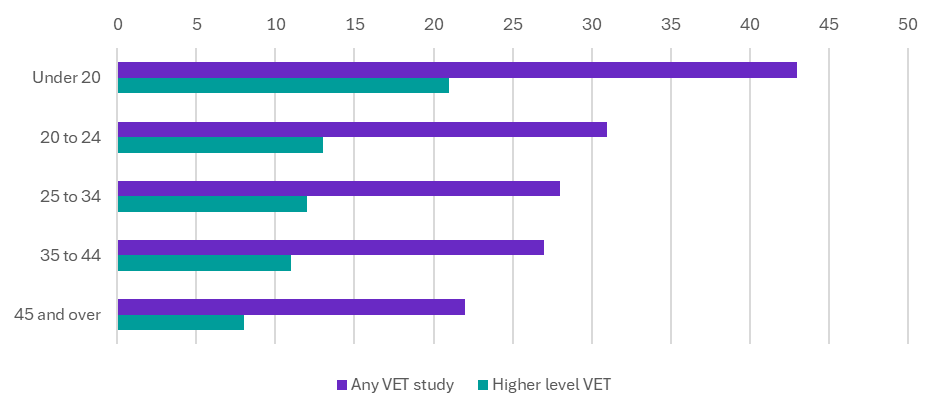 0 5 10 15 20 25 30 35 40 45 50
Under 20
20 to 24
25 to 34
35 to 44
45 and over
Any VET study Higher level VET